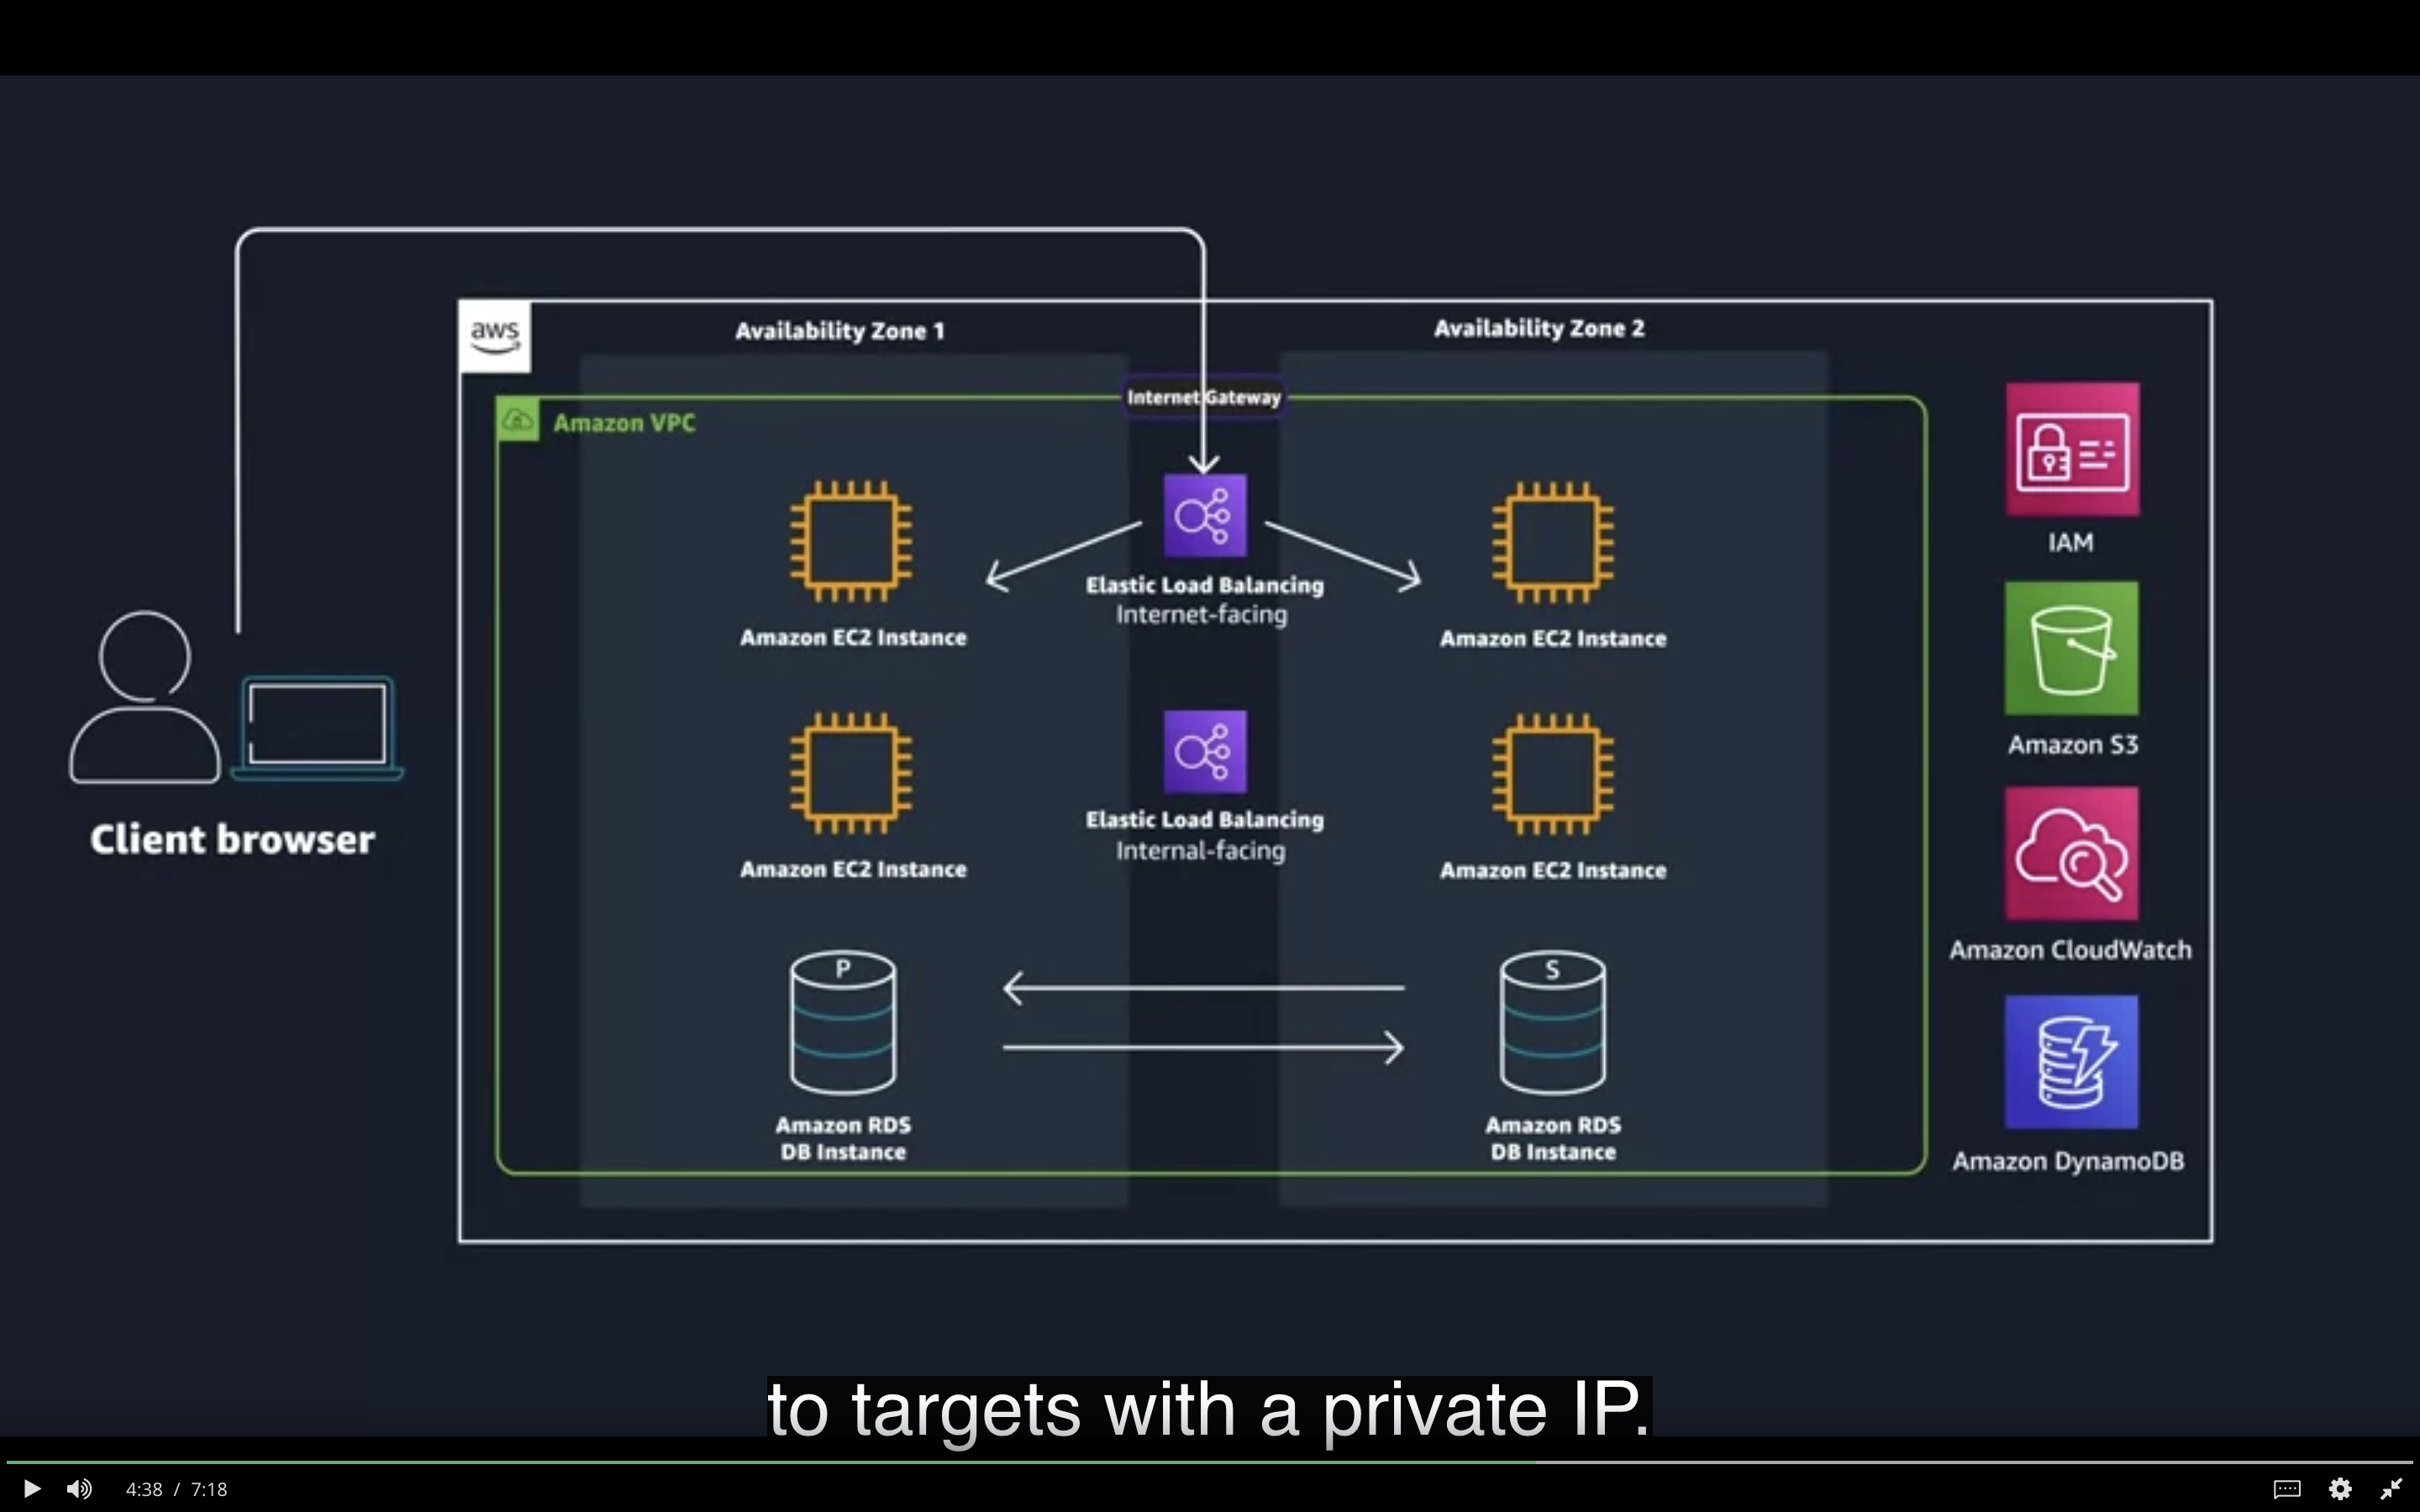 aws
Availability Zone 1
Availability Zone 2
Internet Gateway
Amazon VPC
Elastic Load Balancing
Internet-facing
Amazon EC2 Instance
Amazon EC2 Instance
IAM
Amazon S3
Client browser
Elastic Load Balancing
Internal-facing
Amazon EC2 Instance
Amazon EC2 Instance
Amazon CloudWatch
P
S
Amazon RDS
DB Instance
Amazon RDS
DB Instance
Amazon DynamoDB
to targets with a private IP.
4:38 / 7:18